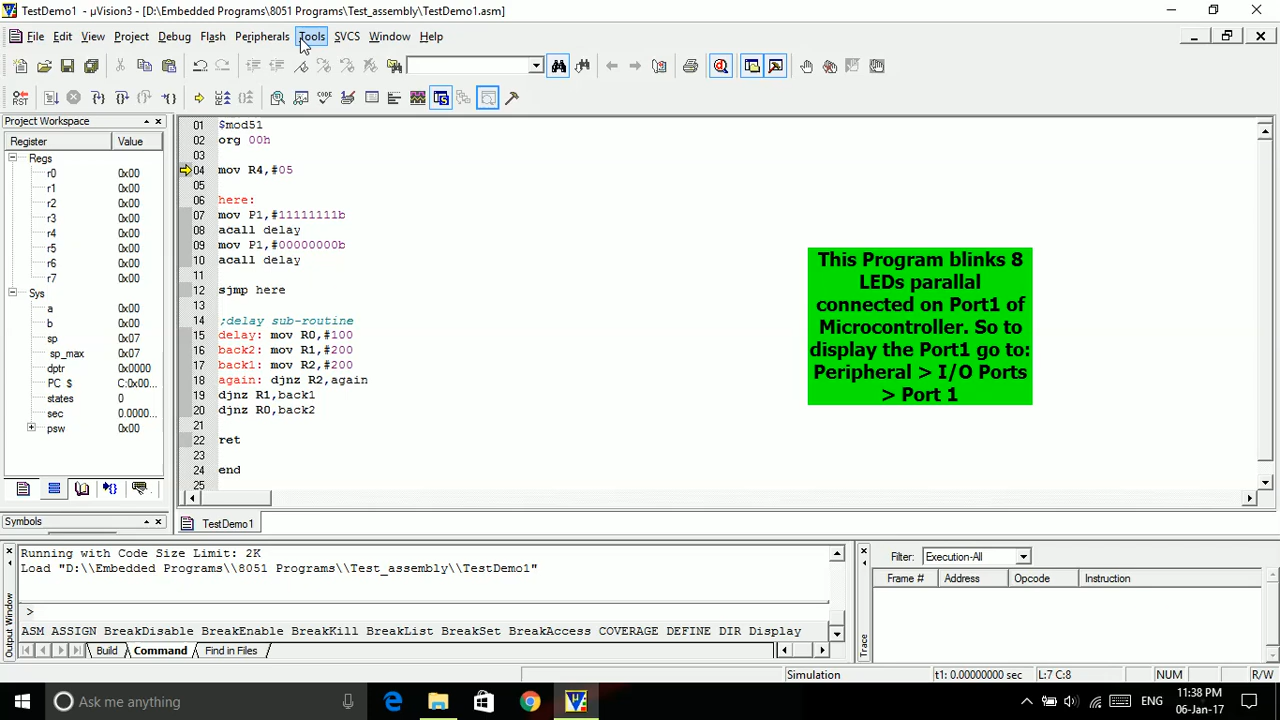 TestDemo1 - µVision3 - [D:\Embedded Programs\8051 Programs\Test_assembly\TestDemo1.asm]
File Edit View Project Debug Flash Peripherals Tools SVCS Window Help
RST
Project Workspace
Register Value
Regs
r0 0x00
r1 0x00
r2 0x00
r3 0x00
r4 0x00
r5 0x00
r6 0x00
r7 0x00
Sys
a 0x00
b 0x00
sp 0x07
sp_max 0x07
dptr 0x0000
PC $ C:0x00...
states 0
sec 0.0000...
psw 0x00
Symbols
01 $mod51
02 org 00h
03
04 mov R4,#05
05
06 here:
07 mov P1,#11111111b
08 acall delay
09 mov P1,#00000000b
10 acall delay
11
12 sjmp here
13
14 ;delay sub-routine
15 delay: mov R0,#100
16 back2: mov R1,#200
17 back1: mov R2,#200
18 again: djnz R2,again
19 djnz R1,back1
20 djnz R0,back2
21
22 ret
23
24 end
25
This Program blinks 8
LEDs parallal
connected on Port1 of
Microcontroller. So to
display the Port1 go to:
Peripheral > I/O Ports
> Port 1
TestDemo1
Running with Code Size Limit: 2K
Load "D:\\Embedded Programs\\8051 Programs\\Test_assembly\\TestDemo1"
>
ASM ASSIGN BreakDisable BreakEnable BreakKill BreakList BreakSet BreakAccess COVERAGE DEFINE DIR Display
Build Command Find in Files
Output Window
Filter: Execution-All
Frame # Address Opcode Instruction
Trace
Simulation t1: 0.00000000 sec L:7 C:8 NUM R/W
Ask me anything
ENG
11:38 PM
06-Jan-17